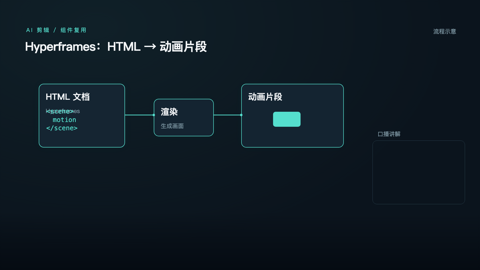 AI 剪辑 / 组件复用
Hyperframes：HTML → 动画片段
流程示意
HTML 文档
<scene>
motion
</scene>
渲染
生成画面
动画片段
口播讲解